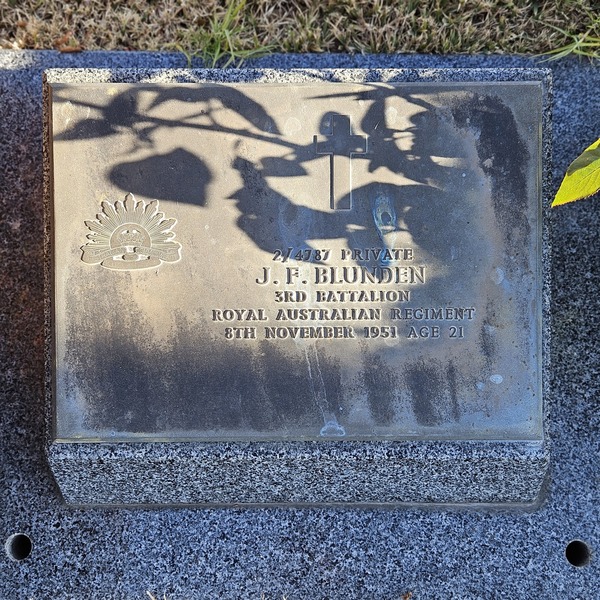 2/4787 PRIVATE
J. F. BLUNDEN
3RD BATTALION
ROYAL AUSTRALIAN REGIMENT
8TH NOVEMBER 1951 AGE 21